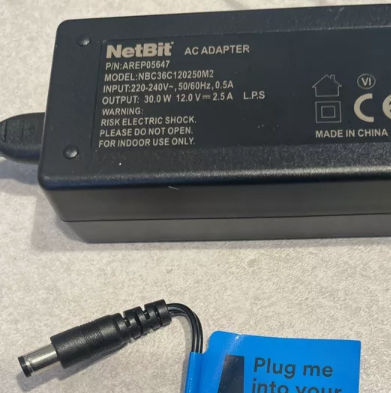 NetBit AC ADAPTER
P/N:AREP05647
MODEL:NBC36C120250M2
INPUT:220-240V~,50/60Hz,0.5A
OUTPUT: 30.0 W 12.0 V⎓2.5 A L.P.S
WARNING:
RISK ELECTRIC SHOCK.
PLEASE DO NOT OPEN.
FOR INDOOR USE ONLY.
VI
CE
MADE IN CHINA
Plug me
into your